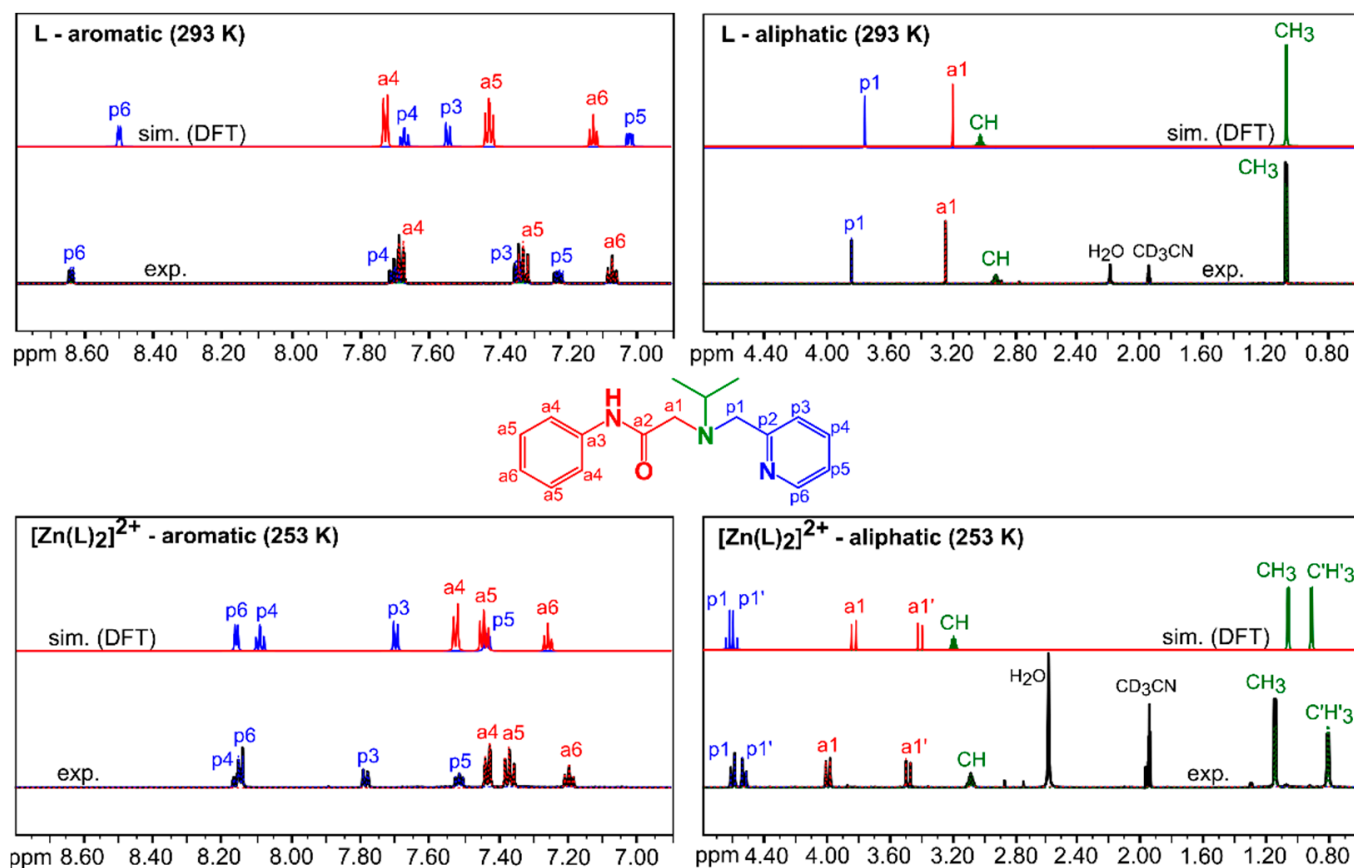 L - aromatic (293 K)
p6 a4 p4 p3 a5 a6 p5
sim. (DFT)
p6 p4 a4 p3 a5 p5 a6
exp.
ppm 8.60 8.40 8.20 8.00 7.80 7.60 7.40 7.20 7.00
L - aliphatic (293 K)
p1 a1 CH CH3
sim. (DFT)
p1 a1 CH H2O CD3CN CH3
exp.
ppm 4.40 4.00 3.60 3.20 2.80 2.40 2.00 1.60 1.20 0.80
a4 H N a1 p1 p3
a5 a3 a2 N p2 p4
a6 a4 O N p5
a5 p6
[Zn(L)2]2+ - aromatic (253 K)
p6 p4 p3 a4 a5 p5 a6
sim. (DFT)
p4 p6 p3 p5 a4 a5 a6
exp.
ppm 8.60 8.40 8.20 8.00 7.80 7.60 7.40 7.20 7.00
[Zn(L)2]2+ - aliphatic (253 K)
p1 p1' a1 a1' CH CH3 C'H'3
sim. (DFT)
p1 p1' a1 a1' CH H2O CD3CN CH3 C'H'3
exp.
ppm 4.40 4.00 3.60 3.20 2.80 2.40 2.00 1.60 1.20 0.80